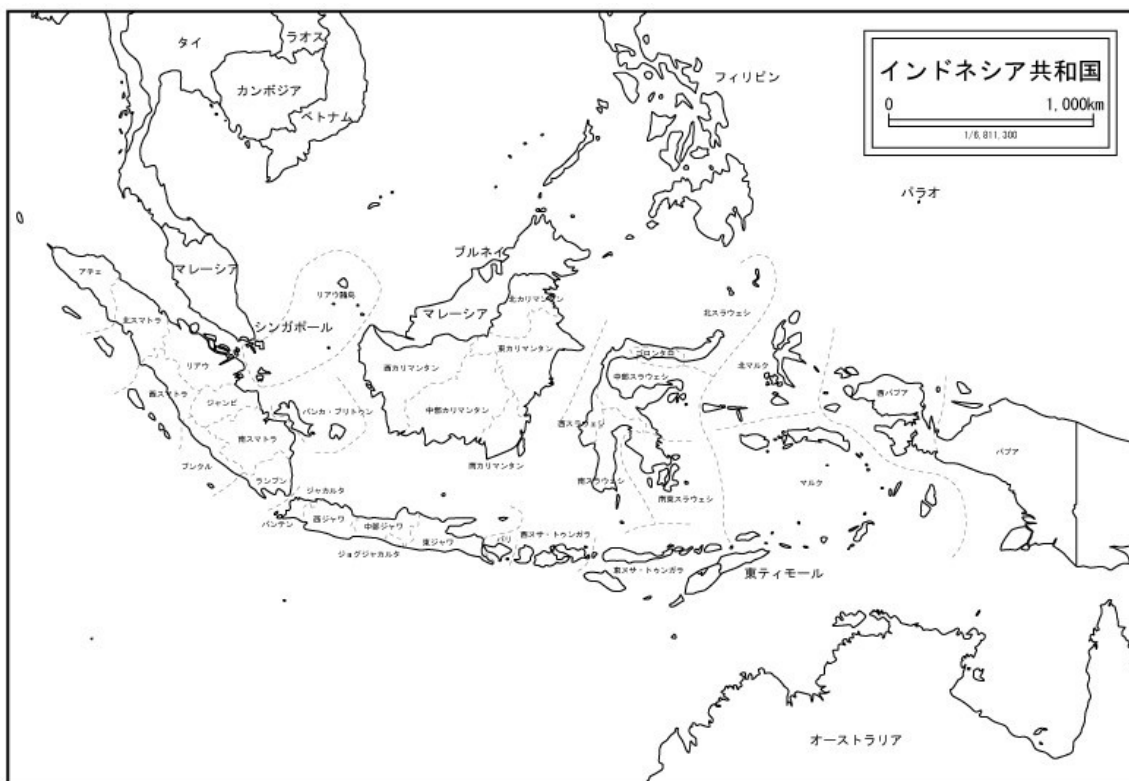 インドネシア共和国
0 1,000km
1/6,811,300
タイ
ラオス
カンボジア
ベトナム
フィリピン
パラオ
ブルネイ
マレーシア
マレーシア
シンガポール
アチェ
北スマトラ
リアウ諸島
リアウ
西スマトラ
ジャンビ
バンカ・ブリトゥン
南スマトラ
ブンクル
ランプン
北カリマンタン
東カリマンタン
西カリマンタン
中部カリマンタン
南カリマンタン
北スラウェシ
ゴロンタロ
中部スラウェシ
西スラウェシ
南スラウェシ
南東スラウェシ
北マルク
マルク
西パプア
パプア
ジャカルタ
バンテン
西ジャワ
中部ジャワ
ジョグジャカルタ
東ジャワ
バリ
西ヌサ・トゥンガラ
東ヌサ・トゥンガラ
東ティモール
オーストラリア